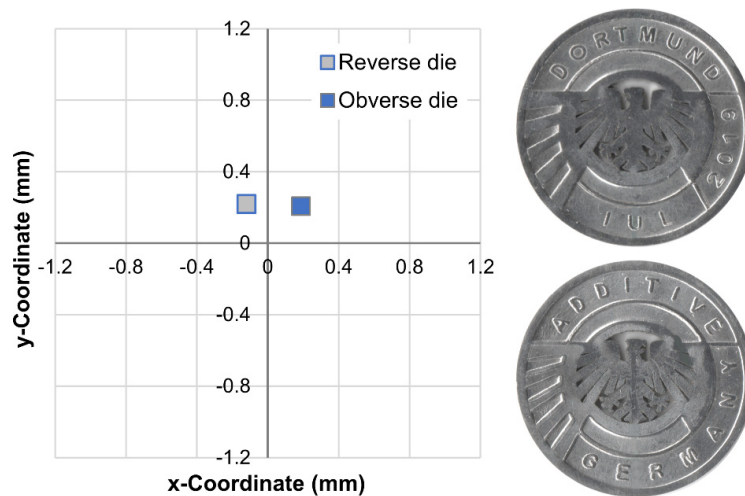 1.2
Reverse die
Obverse die
0.8
0.4
0
-1.2 -0.8 -0.4 0 0.4 0.8 1.2
-0.4
-0.8
-1.2
y-Coordinate (mm)
x-Coordinate (mm)
DORTMUND
2013
IUL
ADDITIVE
GERMANY